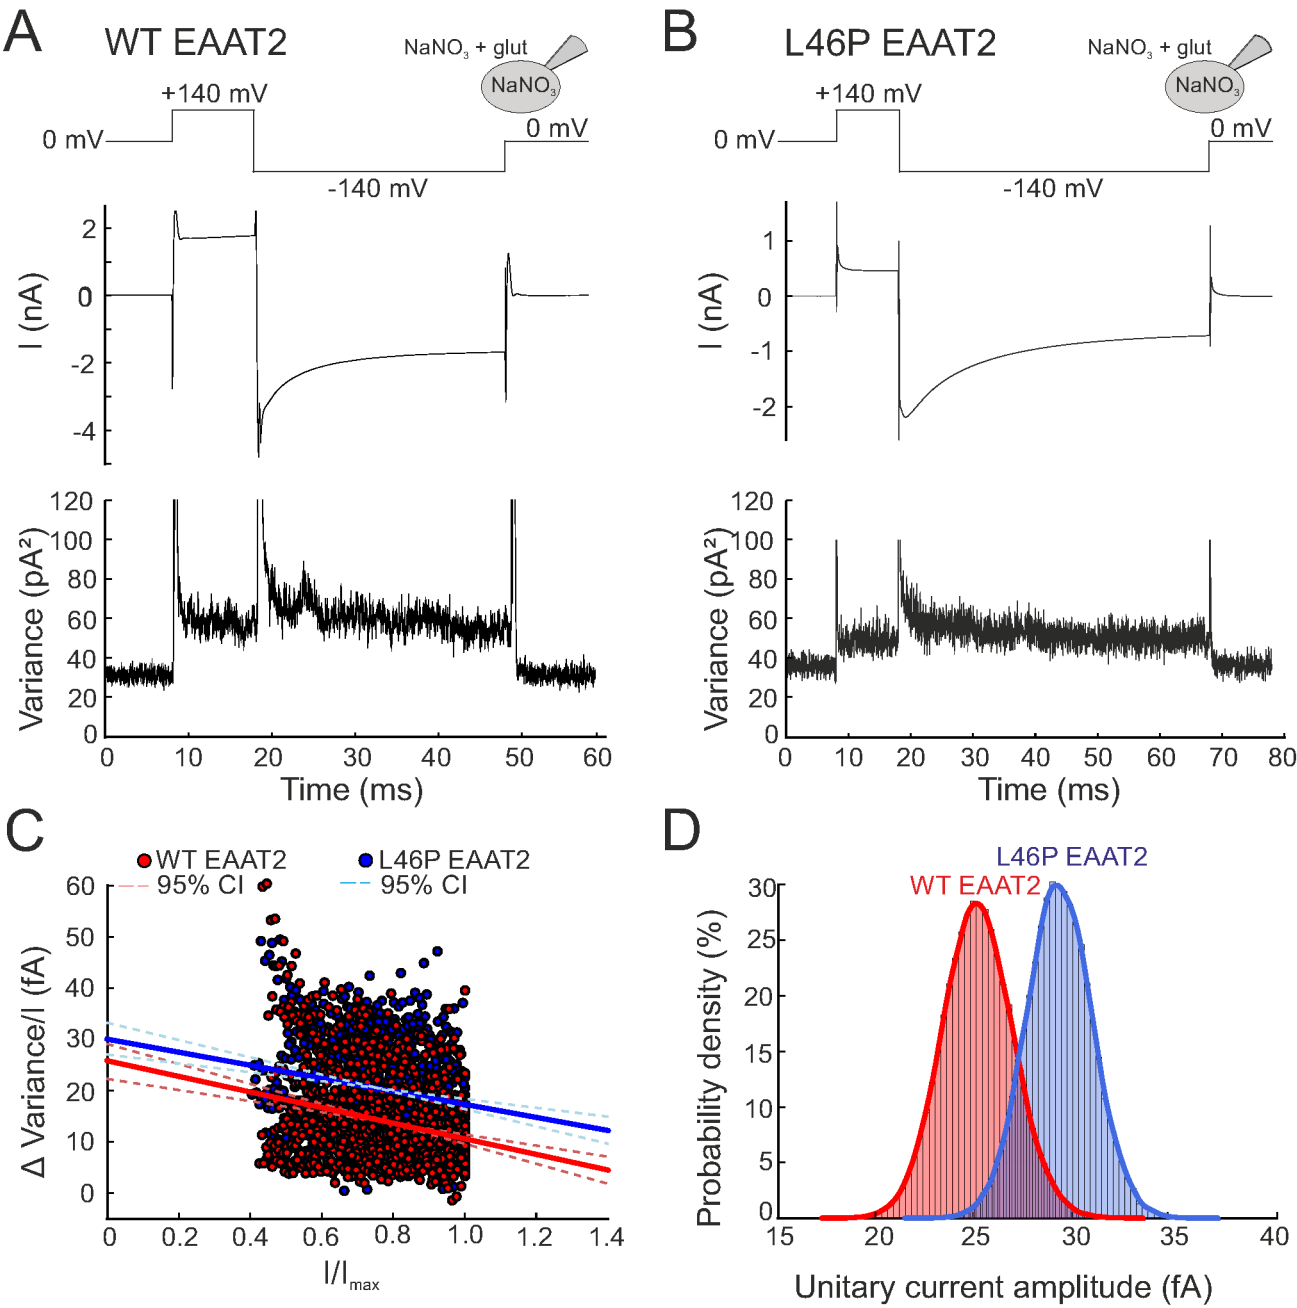 A WT EAAT2
NaNO₃ + glut
NaNO₃
+140 mV
0 mV
0 mV
-140 mV
I (nA)
2
0
-2
-4
Variance (pA²)
120
100
80
60
40
20
0
0 10 20 30 40 50 60
Time (ms)
B L46P EAAT2
NaNO₃ + glut
NaNO₃
+140 mV
0 mV
0 mV
-140 mV
I (nA)
1
0
-1
-2
Variance (pA²)
120
100
80
60
40
20
0
0 10 20 30 40 50 60 70 80
Time (ms)
C
WT EAAT2 L46P EAAT2
95% CI 95% CI
Δ Variance/I (fA)
60
50
40
30
20
10
0
0 0.2 0.4 0.6 0.8 1.0 1.2 1.4
I/Imax
D
L46P EAAT2
WT EAAT2
Probability density (%)
30
25
20
15
10
5
0
15 20 25 30 35 40
Unitary current amplitude (fA)